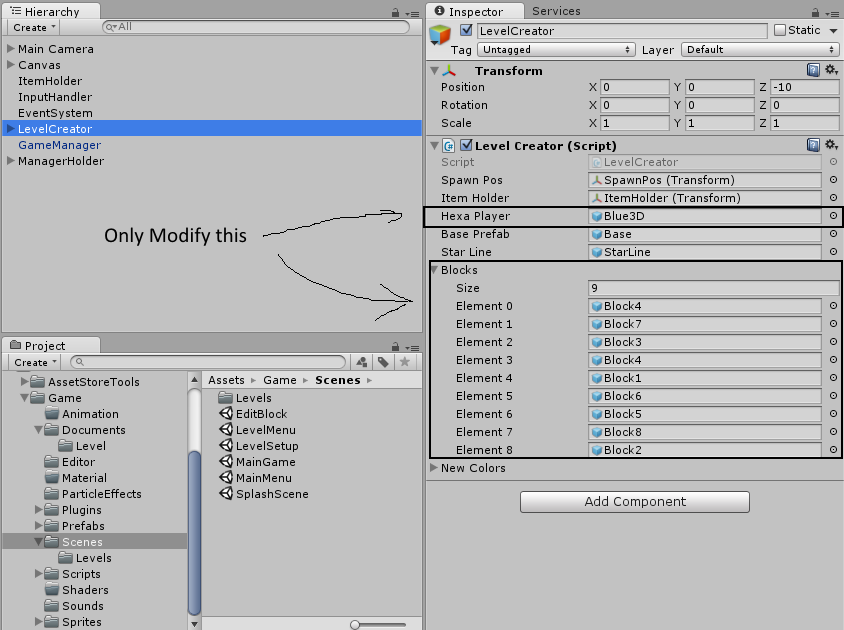 Hierarchy
Create
All
Main Camera
Canvas
ItemHolder
InputHandler
EventSystem
LevelCreator
GameManager
ManagerHolder
Only Modify this
Project
Create
AssetStoreTools
Game
Animation
Documents
Level
Editor
Material
ParticleEffects
Plugins
Prefabs
Scenes
Levels
Scripts
Shaders
Sounds
Sprites
Assets Game Scenes
Levels
EditBlock
LevelMenu
LevelSetup
MainGame
MainMenu
SplashScene
Inspector Services
LevelCreator Static
Tag Untagged Layer Default
Transform
Position X 0 Y 0 Z -10
Rotation X 0 Y 0 Z 0
Scale X 1 Y 1 Z 1
Level Creator (Script)
Script LevelCreator
Spawn Pos SpawnPos (Transform)
Item Holder ItemHolder (Transform)
Hexa Player Blue3D
Base Prefab Base
Star Line StarLine
Blocks
Size 9
Element 0 Block4
Element 1 Block7
Element 2 Block3
Element 3 Block4
Element 4 Block1
Element 5 Block6
Element 6 Block5
Element 7 Block8
Element 8 Block2
New Colors
Add Component